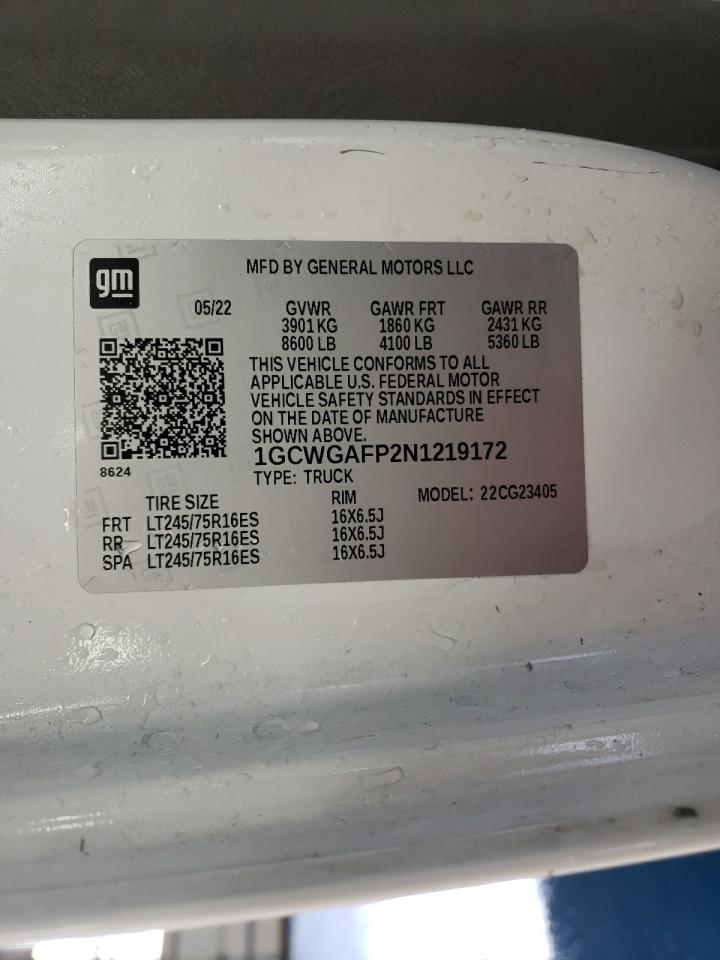 gm
MFD BY GENERAL MOTORS LLC
05/22 GVWR GAWR FRT GAWR RR
3901 KG 1860 KG 2431 KG
8600 LB 4100 LB 5360 LB
THIS VEHICLE CONFORMS TO ALL
APPLICABLE U.S. FEDERAL MOTOR
VEHICLE SAFETY STANDARDS IN EFFECT
ON THE DATE OF MANUFACTURE
SHOWN ABOVE.
1GCWGAFP2N1219172
8624
TYPE: TRUCK
TIRE SIZE RIM MODEL: 22CG23405
FRT LT245/75R16ES 16X6.5J
RR LT245/75R16ES 16X6.5J
SPA LT245/75R16ES 16X6.5J